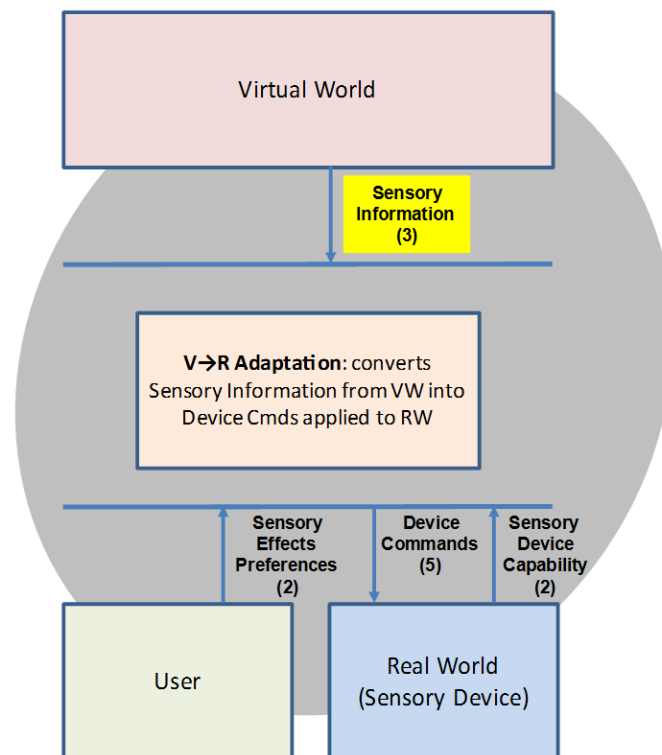 Virtual World
Sensory
Information
(3)
V→R Adaptation: converts
Sensory Information from VW into
Device Cmds applied to RW
Sensory
Effects
Preferences
(2)
Device
Commands
(5)
Sensory
Device
Capability
(2)
User
Real World
(Sensory Device)